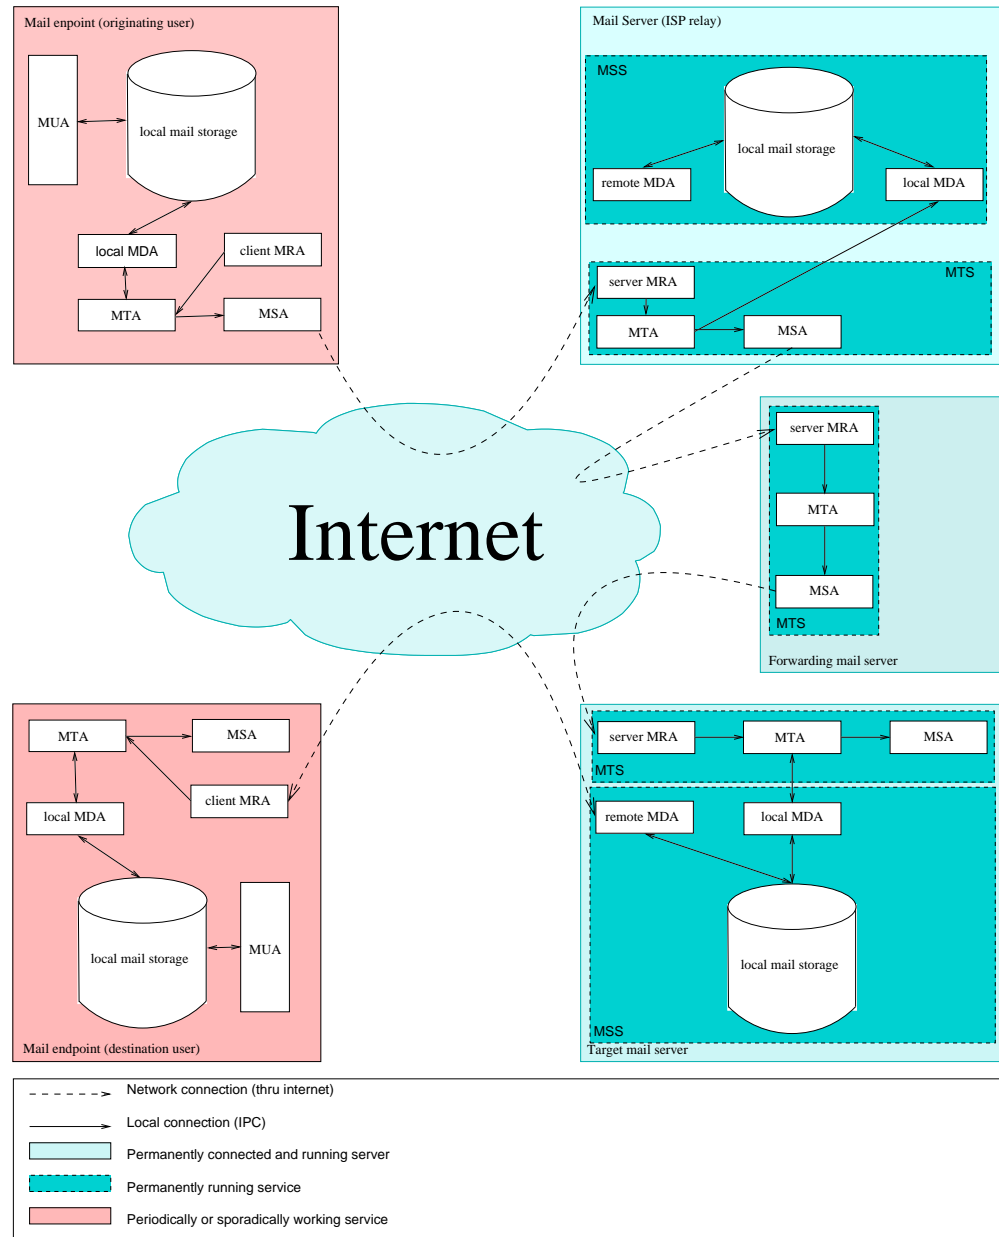 Mail enpoint (originating user)
MUA
local mail storage
local MDA
client MRA
MTA
MSA
Mail Server (ISP relay)
MSS
local mail storage
remote MDA
local MDA
MTS
server MRA
MTA
MSA
Internet
server MRA
MTA
MSA
MTS
Forwarding mail server
MTA
MSA
client MRA
local MDA
local mail storage
MUA
Mail endpoint (destination user)
server MRA
MTA
MSA
MTS
remote MDA
local MDA
local mail storage
MSS
Target mail server
Network connection (thru internet)
Local connection (IPC)
Permanently connected and running server
Permanently running service
Periodically or sporadically working service